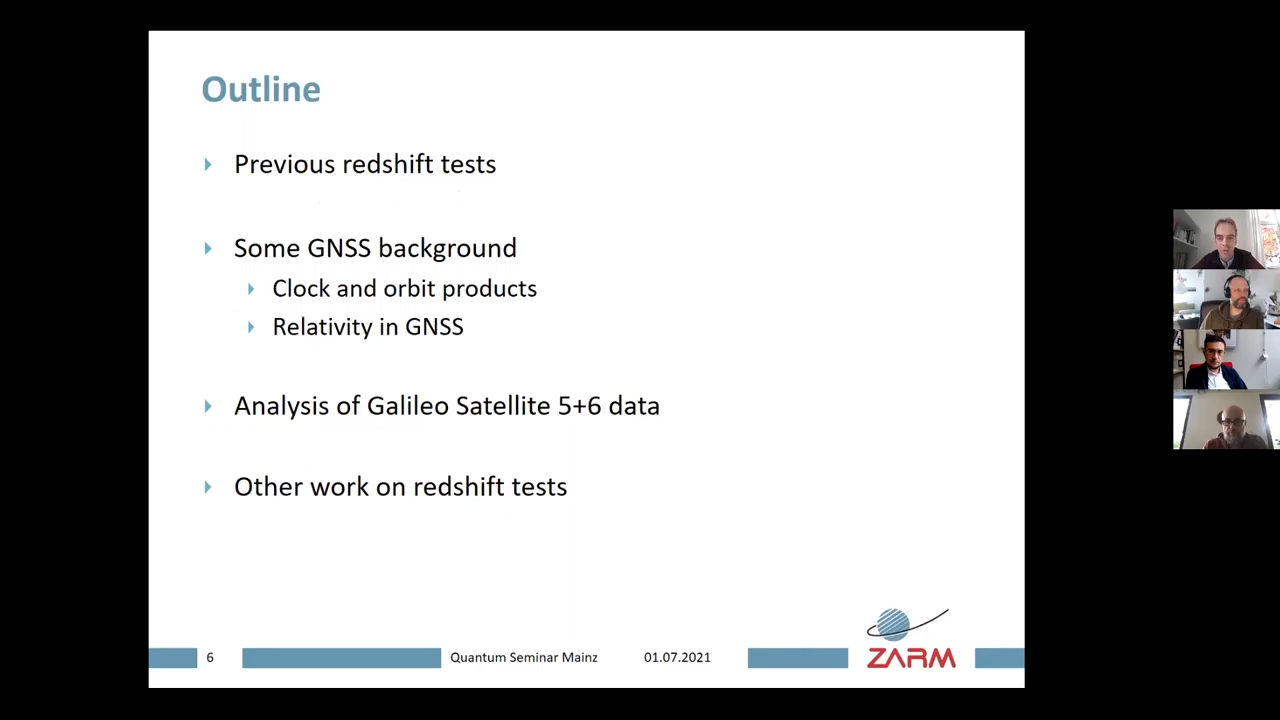 Outline
Previous redshift tests
Some GNSS background
Clock and orbit products
Relativity in GNSS
Analysis of Galileo Satellite 5+6 data
Other work on redshift tests
6
Quantum Seminar Mainz
01.07.2021
ZARM